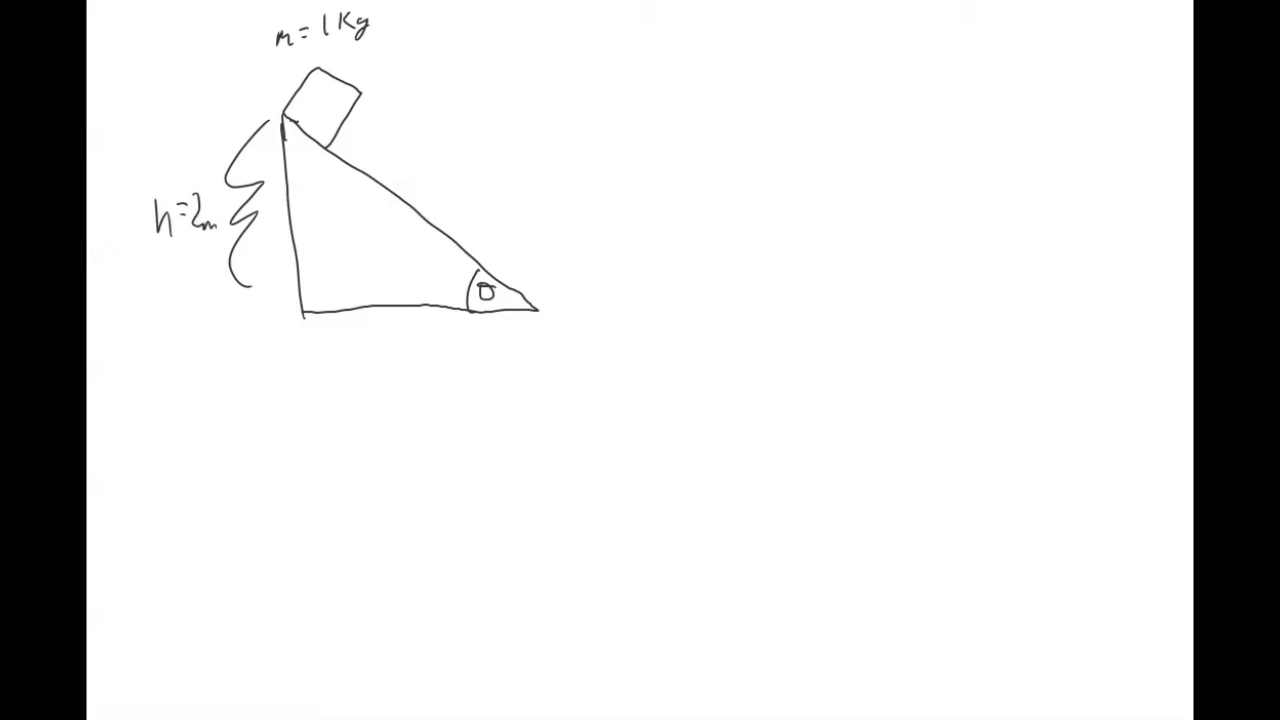 m = 1 Kg
h = 2m
θ